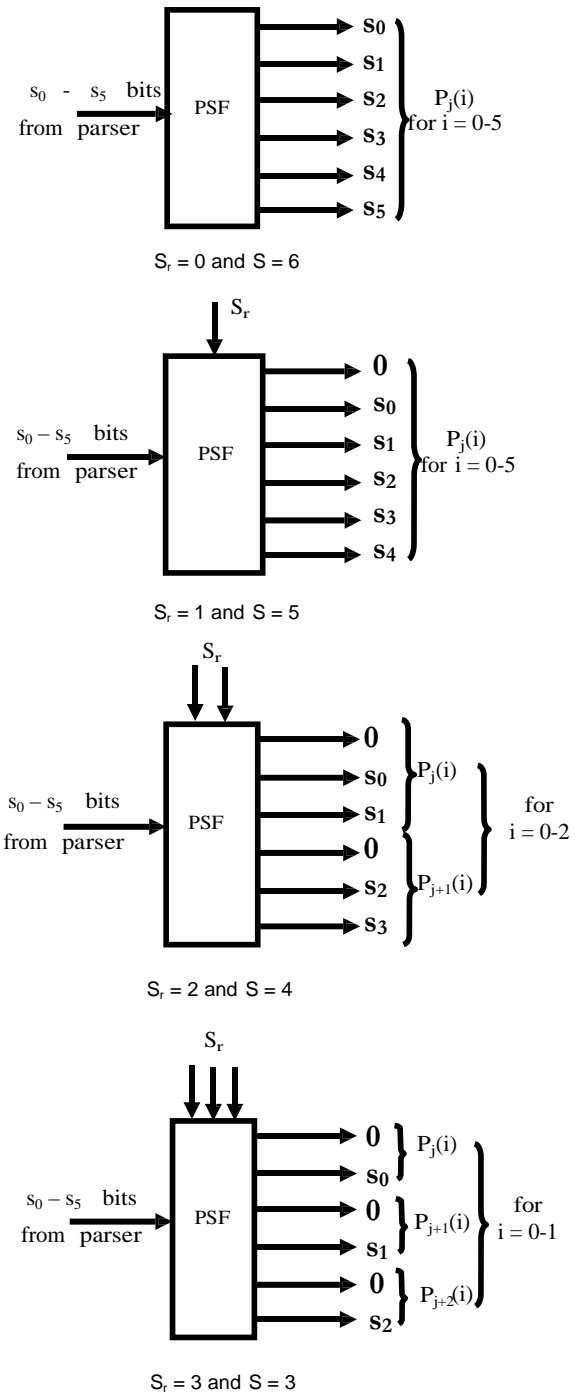 s₀ - s₅ bits
from parser
PSF
s₀
s₁
s₂
s₃
s₄
s₅
Pⱼ(i)
for i = 0-5
Sᵣ = 0 and S = 6
Sᵣ
s₀ – s₅ bits
from parser
PSF
0
s₀
s₁
s₂
s₃
s₄
Pⱼ(i)
for i = 0-5
Sᵣ = 1 and S = 5
Sᵣ
s₀ – s₅ bits
from parser
PSF
0
s₀
s₁
0
s₂
s₃
Pⱼ(i)
Pⱼ₊₁(i)
for
i = 0-2
Sᵣ = 2 and S = 4
Sᵣ
s₀ – s₅ bits
from parser
PSF
0
s₀
0
s₁
0
s₂
Pⱼ(i)
Pⱼ₊₁(i)
Pⱼ₊₂(i)
for
i = 0-1
Sᵣ = 3 and S = 3